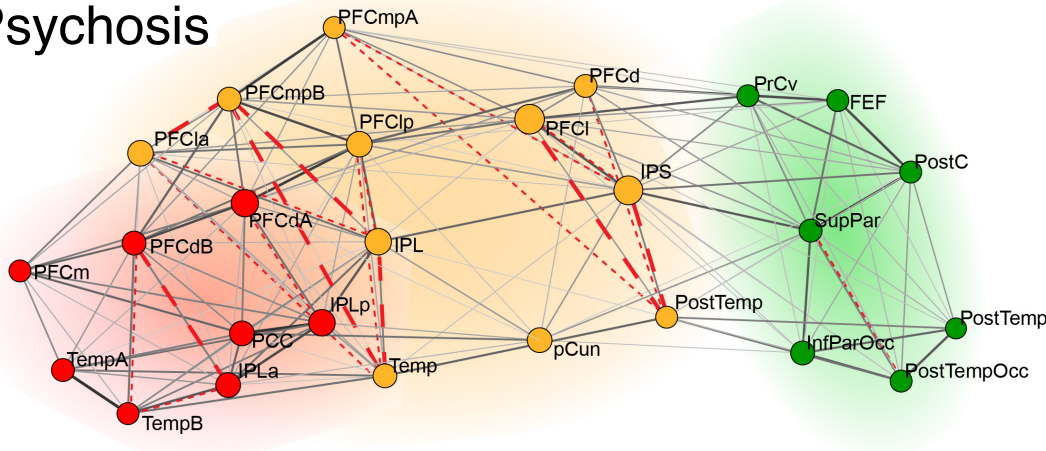 Psychosis
PFCmpA
PFCd
PrCv
PFCmpB
FEF
PFClp
PFCl
PFCla
PostC
IPS
PFCdA
SupPar
PFCdB
IPL
PFCm
IPLp
PostTemp
PostTemp
PCC
pCun
InfParOcc
TempA
IPLa
Temp
PostTempOcc
TempB